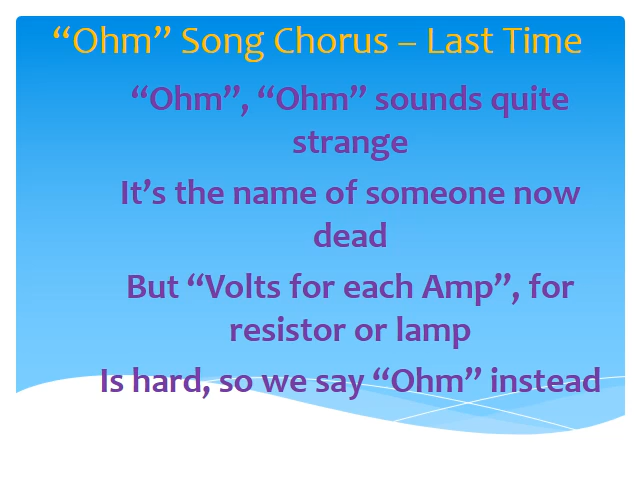 “Ohm” Song Chorus – Last Time
“Ohm”, “Ohm” sounds quite
strange
It’s the name of someone now
dead
But “Volts for each Amp”, for
resistor or lamp
Is hard, so we say “Ohm” instead